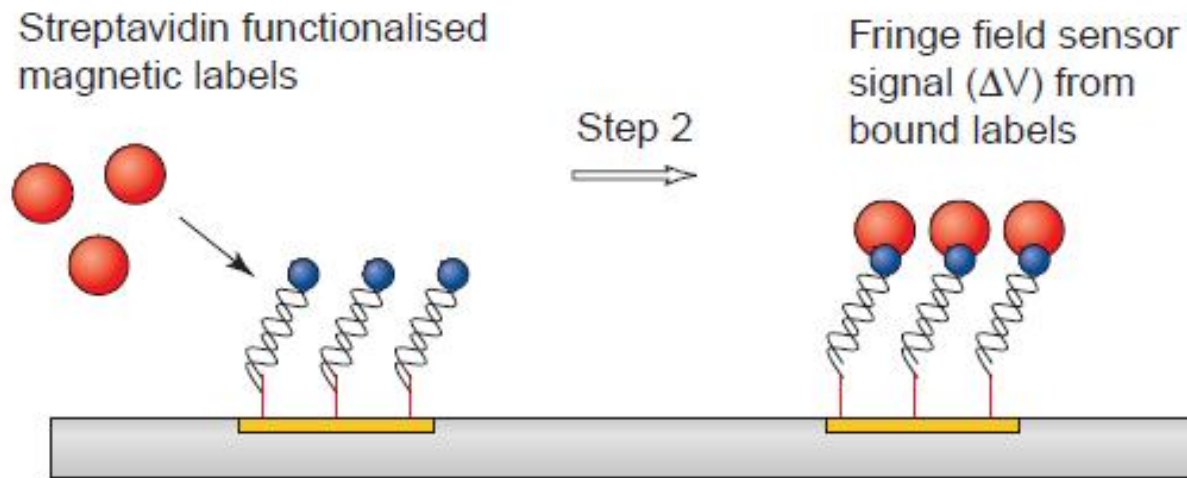 Streptavidin functionalised
magnetic labels
Step 2
Fringe field sensor
signal (ΔV) from
bound labels